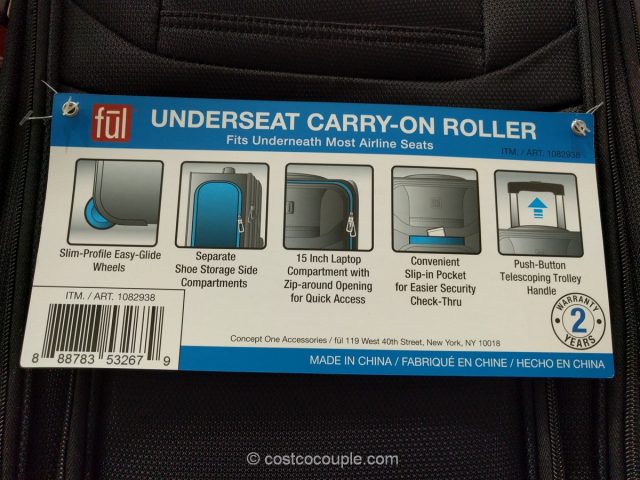 fūl
UNDERSEAT CARRY-ON ROLLER
Fits Underneath Most Airline Seats
ITM. / ART. 1082938
Slim-Profile Easy-Glide
Wheels
Separate
Shoe Storage Side
Compartments
15 Inch Laptop
Compartment with
Zip-around Opening
for Quick Access
Convenient
Slip-in Pocket
for Easier Security
Check-Thru
Push-Button
Telescoping Trolley
Handle
ITM. / ART. 1082938
8 88783 53267 9
WARRANTY
2
YEARS
Concept One Accessories / fūl 119 West 40th Street, New York, NY 10018
MADE IN CHINA / FABRIQUÉ EN CHINE / HECHO EN CHINA
© costcocouple.com